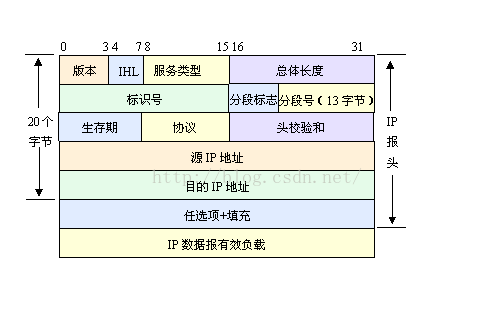 0 3 4 7 8 15 16 31
版本 IHL 服务类型 总体长度
标识号 分段标志 分段号(13字节)
生存期 协议 头校验和
源IP地址
目的IP地址
任选项+填充
IP数据报有效负载
20个
字节
IP
报
头
http://blog.csdn.net/